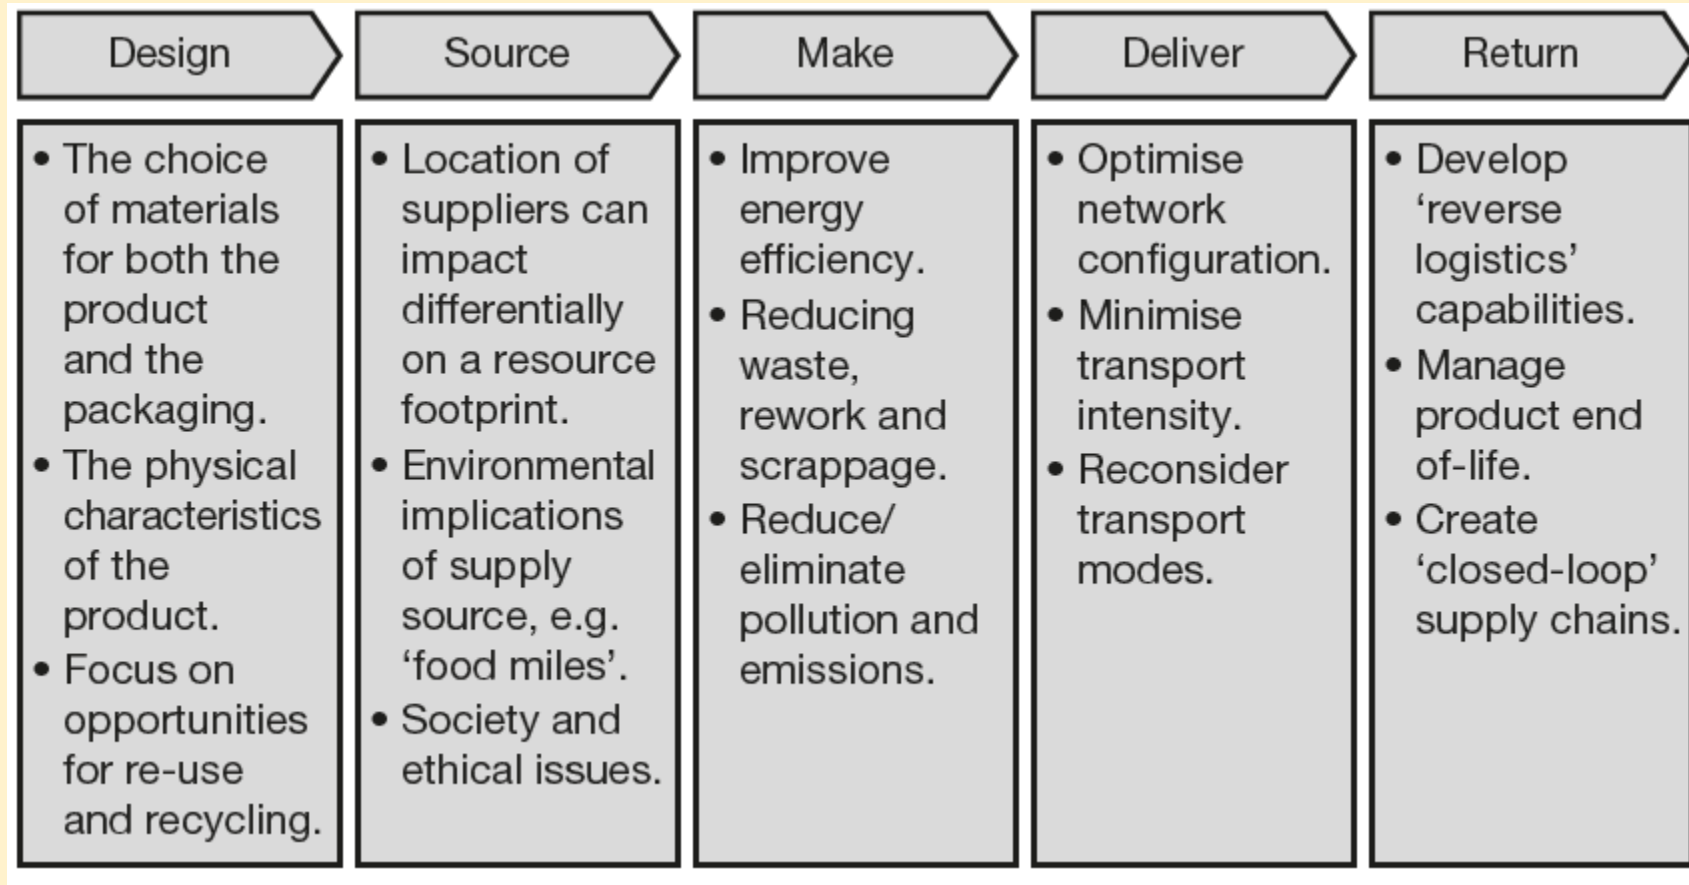 Design
• The choice
of materials
for both the
product
and the
packaging.
• The physical
characteristics
of the
product.
• Focus on
opportunities
for re-use
and recycling.
Source
• Location of
suppliers can
impact
differentially
on a resource
footprint.
• Environmental
implications
of supply
source, e.g.
‘food miles’.
• Society and
ethical issues.
Make
• Improve
energy
efficiency.
• Reducing
waste,
rework and
scrappage.
• Reduce/
eliminate
pollution and
emissions.
Deliver
• Optimise
network
configuration.
• Minimise
transport
intensity.
• Reconsider
transport
modes.
Return
• Develop
‘reverse
logistics’
capabilities.
• Manage
product end
of-life.
• Create
‘closed-loop’
supply chains.